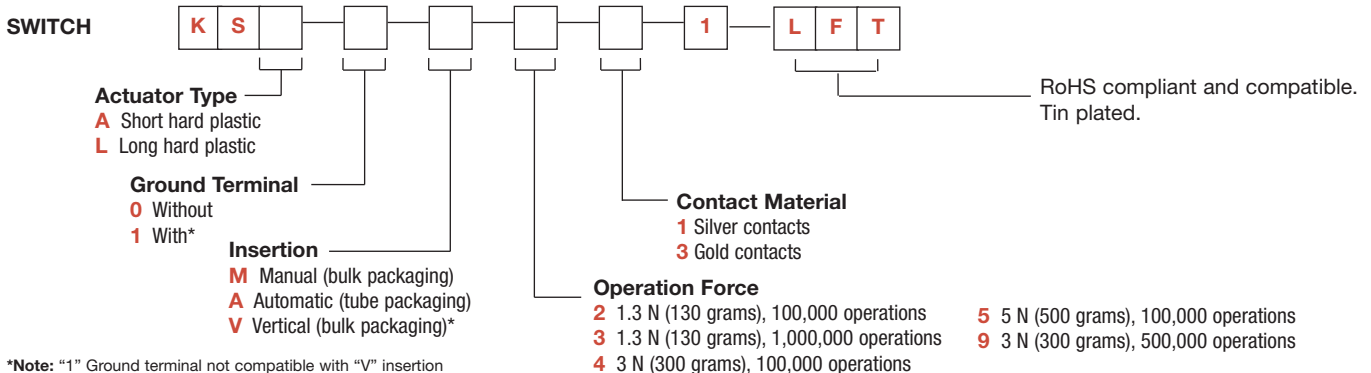 SWITCH K S 1 L F T
RoHS compliant and compatible.
Tin plated.
Actuator Type
A Short hard plastic
L Long hard plastic
Ground Terminal
0 Without
1 With*
Insertion
M Manual (bulk packaging)
A Automatic (tube packaging)
V Vertical (bulk packaging)*
Contact Material
1 Silver contacts
3 Gold contacts
Operation Force
2 1.3 N (130 grams), 100,000 operations
3 1.3 N (130 grams), 1,000,000 operations
4 3 N (300 grams), 100,000 operations
5 5 N (500 grams), 100,000 operations
9 3 N (300 grams), 500,000 operations
*Note: “1” Ground terminal not compatible with “V” insertion